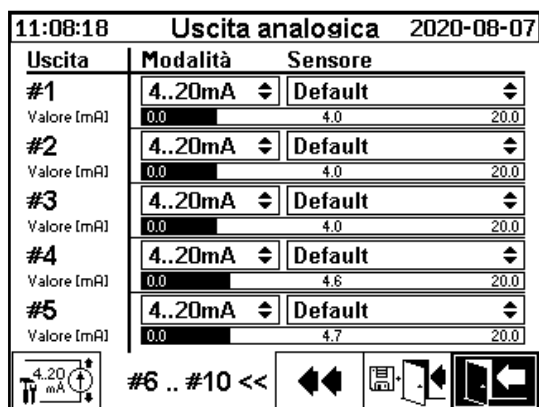 11:08:18 Uscita analogica 2020-08-07
Uscita Modalità Sensore
#1 4..20mA Default
Valore [mA] 0.0 4.0 20.0
#2 4..20mA Default
Valore [mA] 0.0 4.0 20.0
#3 4..20mA Default
Valore [mA] 0.0 4.0 20.0
#4 4..20mA Default
Valore [mA] 0.0 4.6 20.0
#5 4..20mA Default
Valore [mA] 0.0 4.7 20.0
4.20 mA #6 .. #10 <<